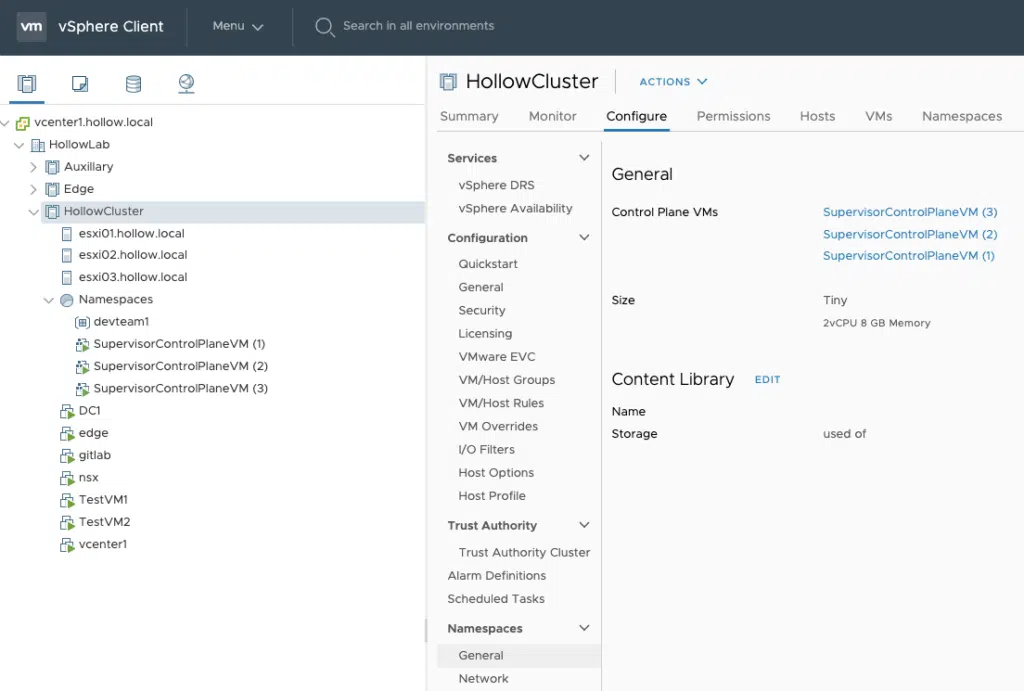 vm vSphere Client Menu Search in all environments
vcenter1.hollow.local
HollowLab
Auxillary
Edge
HollowCluster
esxi01.hollow.local
esxi02.hollow.local
esxi03.hollow.local
Namespaces
devteam1
SupervisorControlPlaneVM (1)
SupervisorControlPlaneVM (2)
SupervisorControlPlaneVM (3)
DC1
edge
gitlab
nsx
TestVM1
TestVM2
vcenter1
HollowCluster ACTIONS
Summary Monitor Configure Permissions Hosts VMs Namespaces
Services
vSphere DRS
vSphere Availability
Configuration
Quickstart
General
Security
Licensing
VMware EVC
VM/Host Groups
VM/Host Rules
VM Overrides
I/O Filters
Host Options
Host Profile
Trust Authority
Trust Authority Cluster
Alarm Definitions
Scheduled Tasks
Namespaces
General
Network
General
Control Plane VMs SupervisorControlPlaneVM (3)
SupervisorControlPlaneVM (2)
SupervisorControlPlaneVM (1)
Size Tiny
2vCPU 8 GB Memory
Content Library EDIT
Name
Storage used of